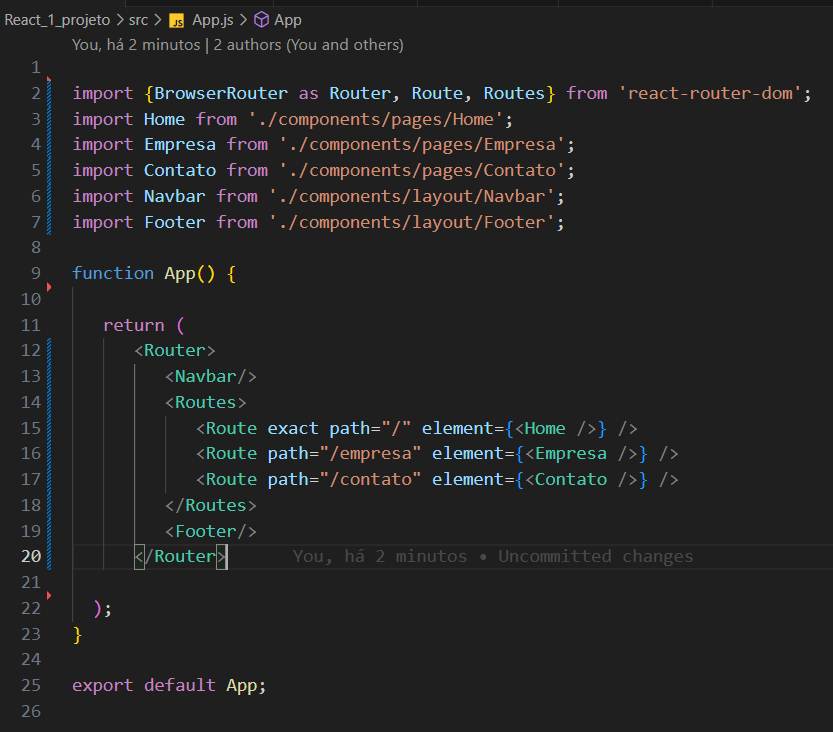 React_1_projeto > src > JS App.js > App
You, há 2 minutos | 2 authors (You and others)
1
2 import {BrowserRouter as Router, Route, Routes} from 'react-router-dom';
3 import Home from './components/pages/Home';
4 import Empresa from './components/pages/Empresa';
5 import Contato from './components/pages/Contato';
6 import Navbar from './components/layout/Navbar';
7 import Footer from './components/layout/Footer';
8
9 function App() {
10
11 return (
12 <Router>
13 <Navbar/>
14 <Routes>
15 <Route exact path="/" element={<Home />} />
16 <Route path="/empresa" element={<Empresa />} />
17 <Route path="/contato" element={<Contato />} />
18 </Routes>
19 <Footer/>
20 </Router> You, há 2 minutos • Uncommitted changes
21
22 );
23 }
24
25 export default App;
26